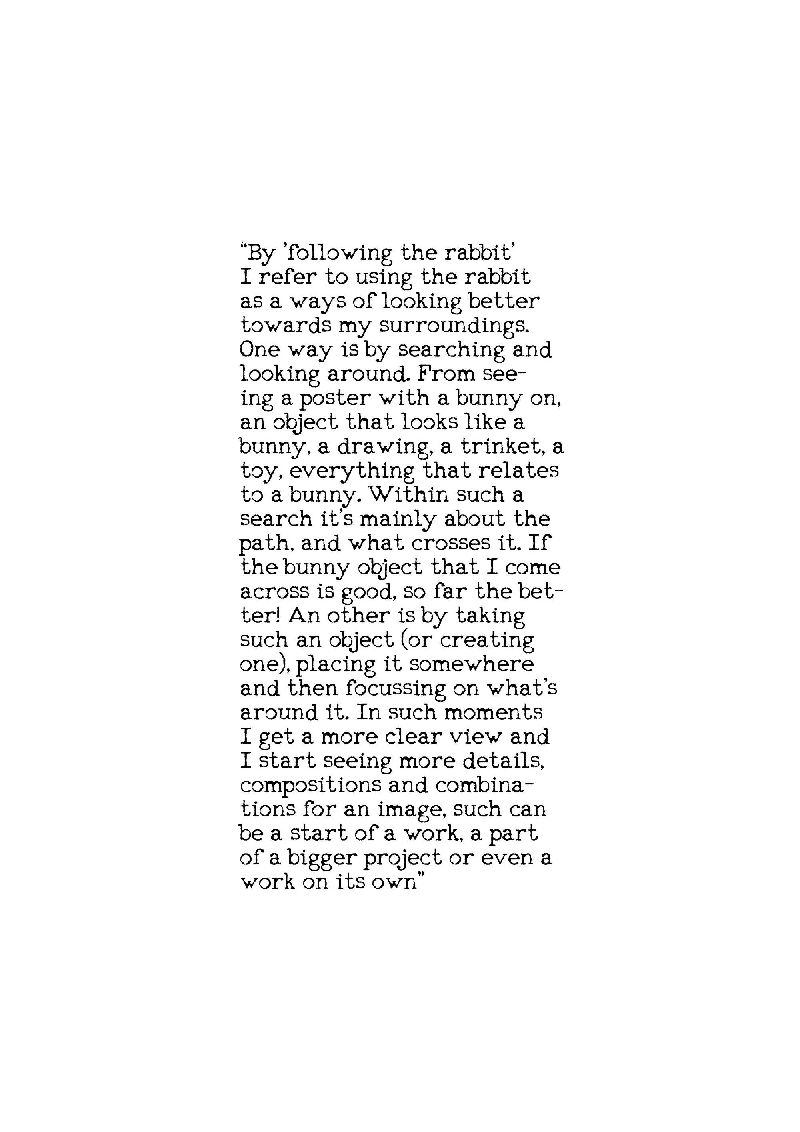 “By ’following the rabbit’
I refer to using the rabbit
as a ways of looking better
towards my surroundings.
One way is by searching and
looking around. From see-
ing a poster with a bunny on,
an object that looks like a
bunny, a drawing, a trinket, a
toy, everything that relates
to a bunny. Within such a
search it’s mainly about the
path, and what crosses it. If
the bunny object that I come
across is good, so far the bet-
ter! An other is by taking
such an object (or creating
one), placing it somewhere
and then focussing on what’s
around it. In such moments
I get a more clear view and
I start seeing more details,
compositions and combina-
tions for an image, such can
be a start of a work, a part
of a bigger project or even a
work on its own”